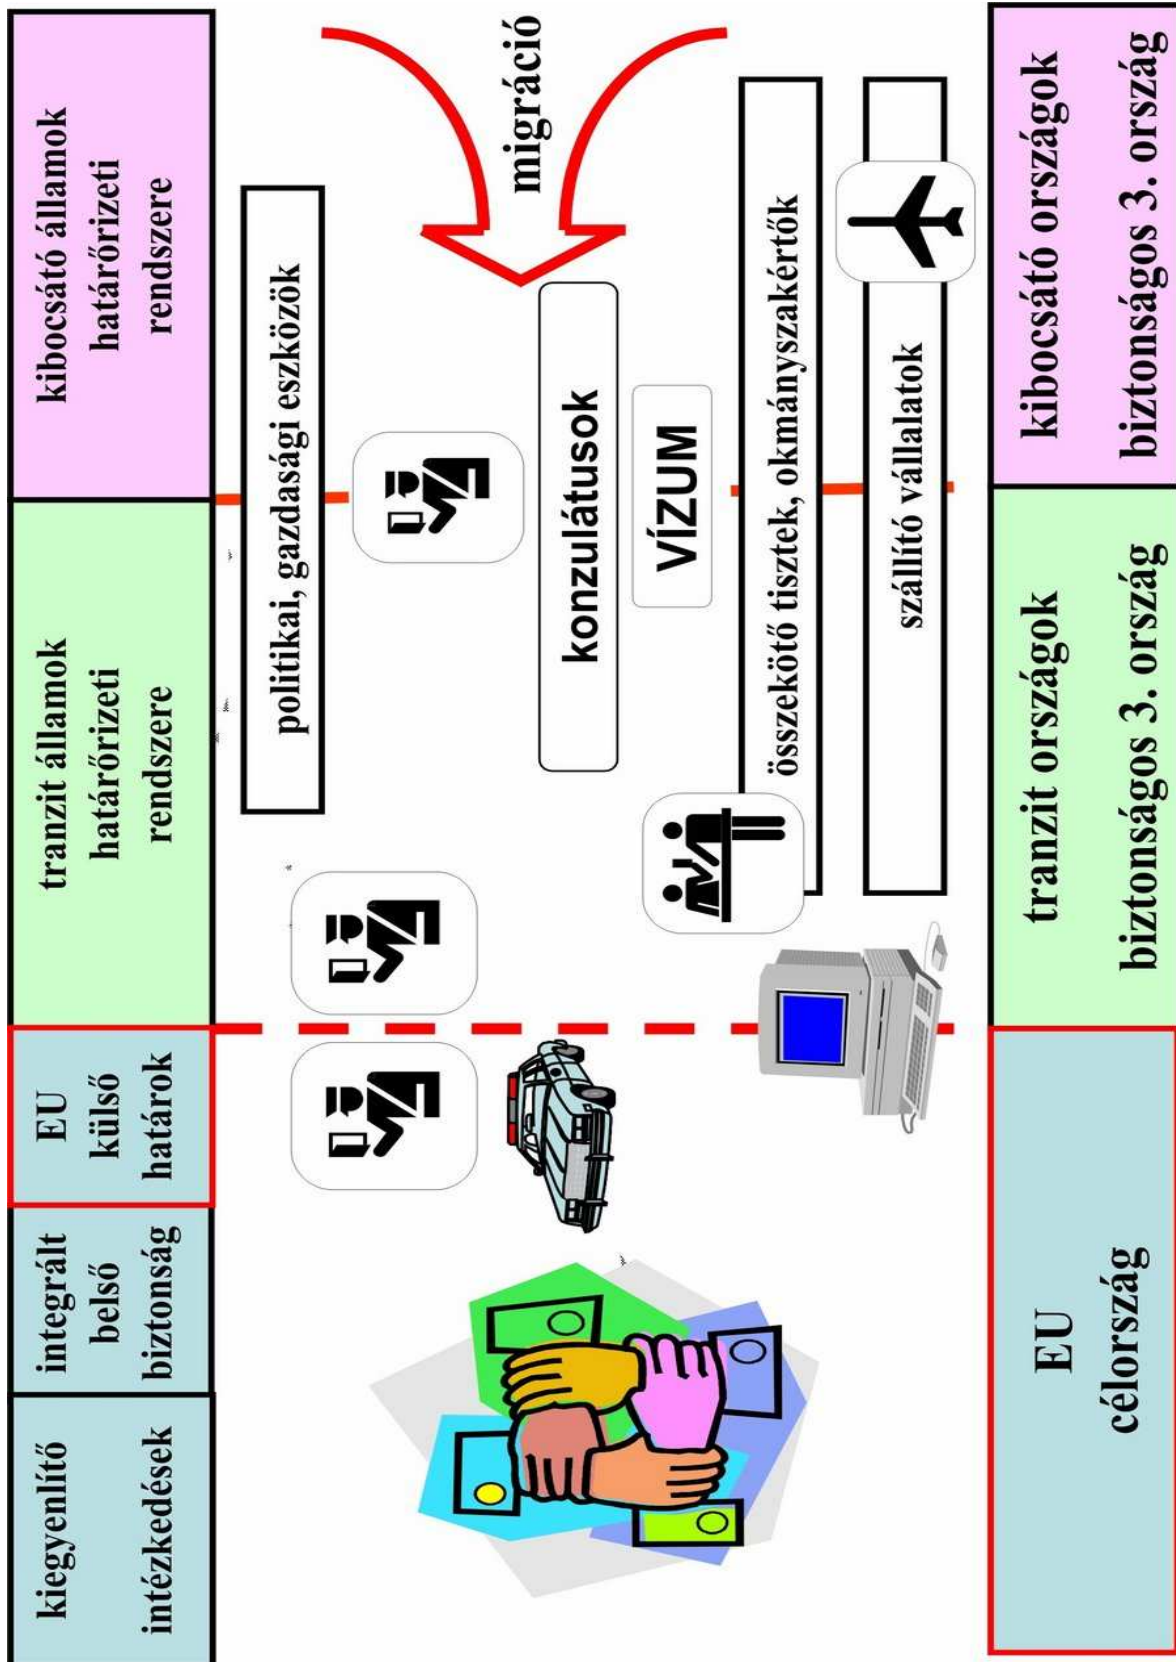 kiegyenlítő
intézkedések
integrált
belső
biztonság
EU
külső
határok
tranzit államok
határőrizeti
rendszere
kibocsátó államok
határőrizeti
rendszere
politikai, gazdasági eszközök
migráció
konzulátusok
VÍZUM
összekötő tisztek, okmányszakértők
szállító vállalatok
EU
célország
tranzit országok
biztonságos 3. ország
kibocsáto országok
biztonságos 3. ország